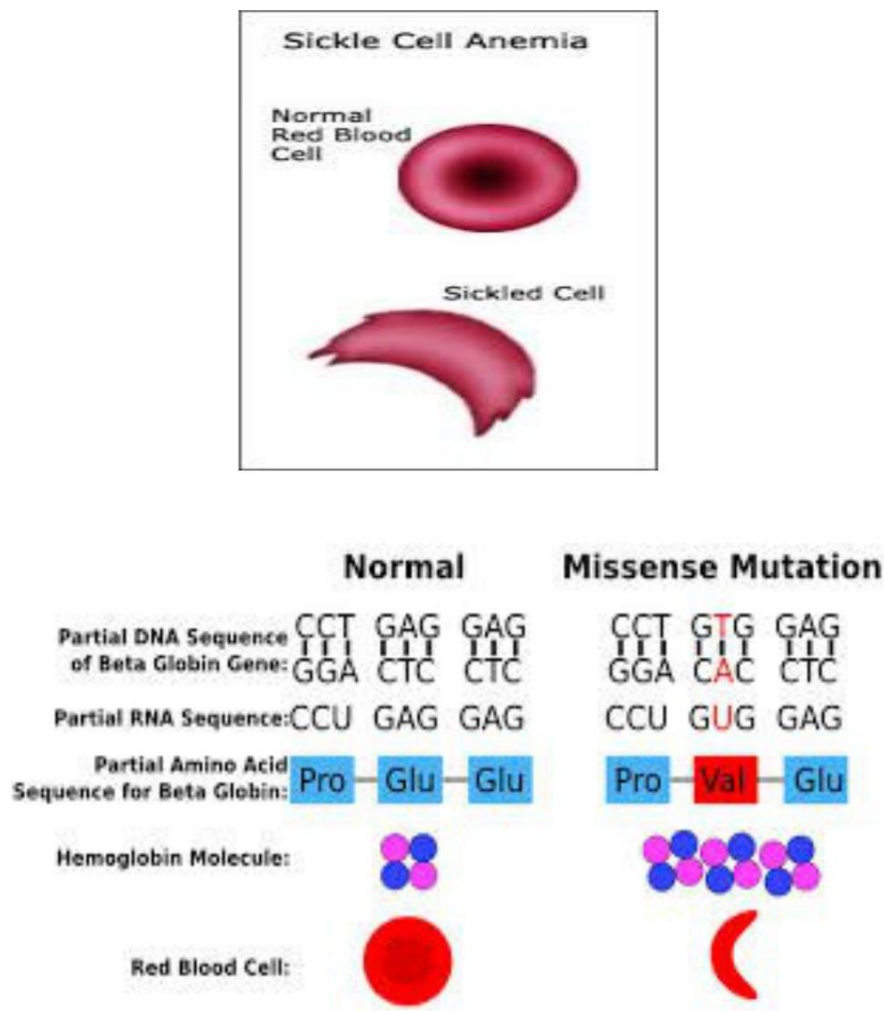 Sickle Cell Anemia
Normal
Red Blood
Cell
Sickled Cell
Normal
Missense Mutation
Partial DNA Sequence
of Beta Globin Gene:
CCT GAG GAG
GGA CTC CTC
CCT GTG GAG
GGA CAC CTC
Partial RNA Sequence:
CCU GAG GAG
CCU GUG GAG
Partial Amino Acid
Sequence for Beta Globin:
Pro Glu Glu
Pro Val Glu
Hemoglobin Molecule:
Red Blood Cell: